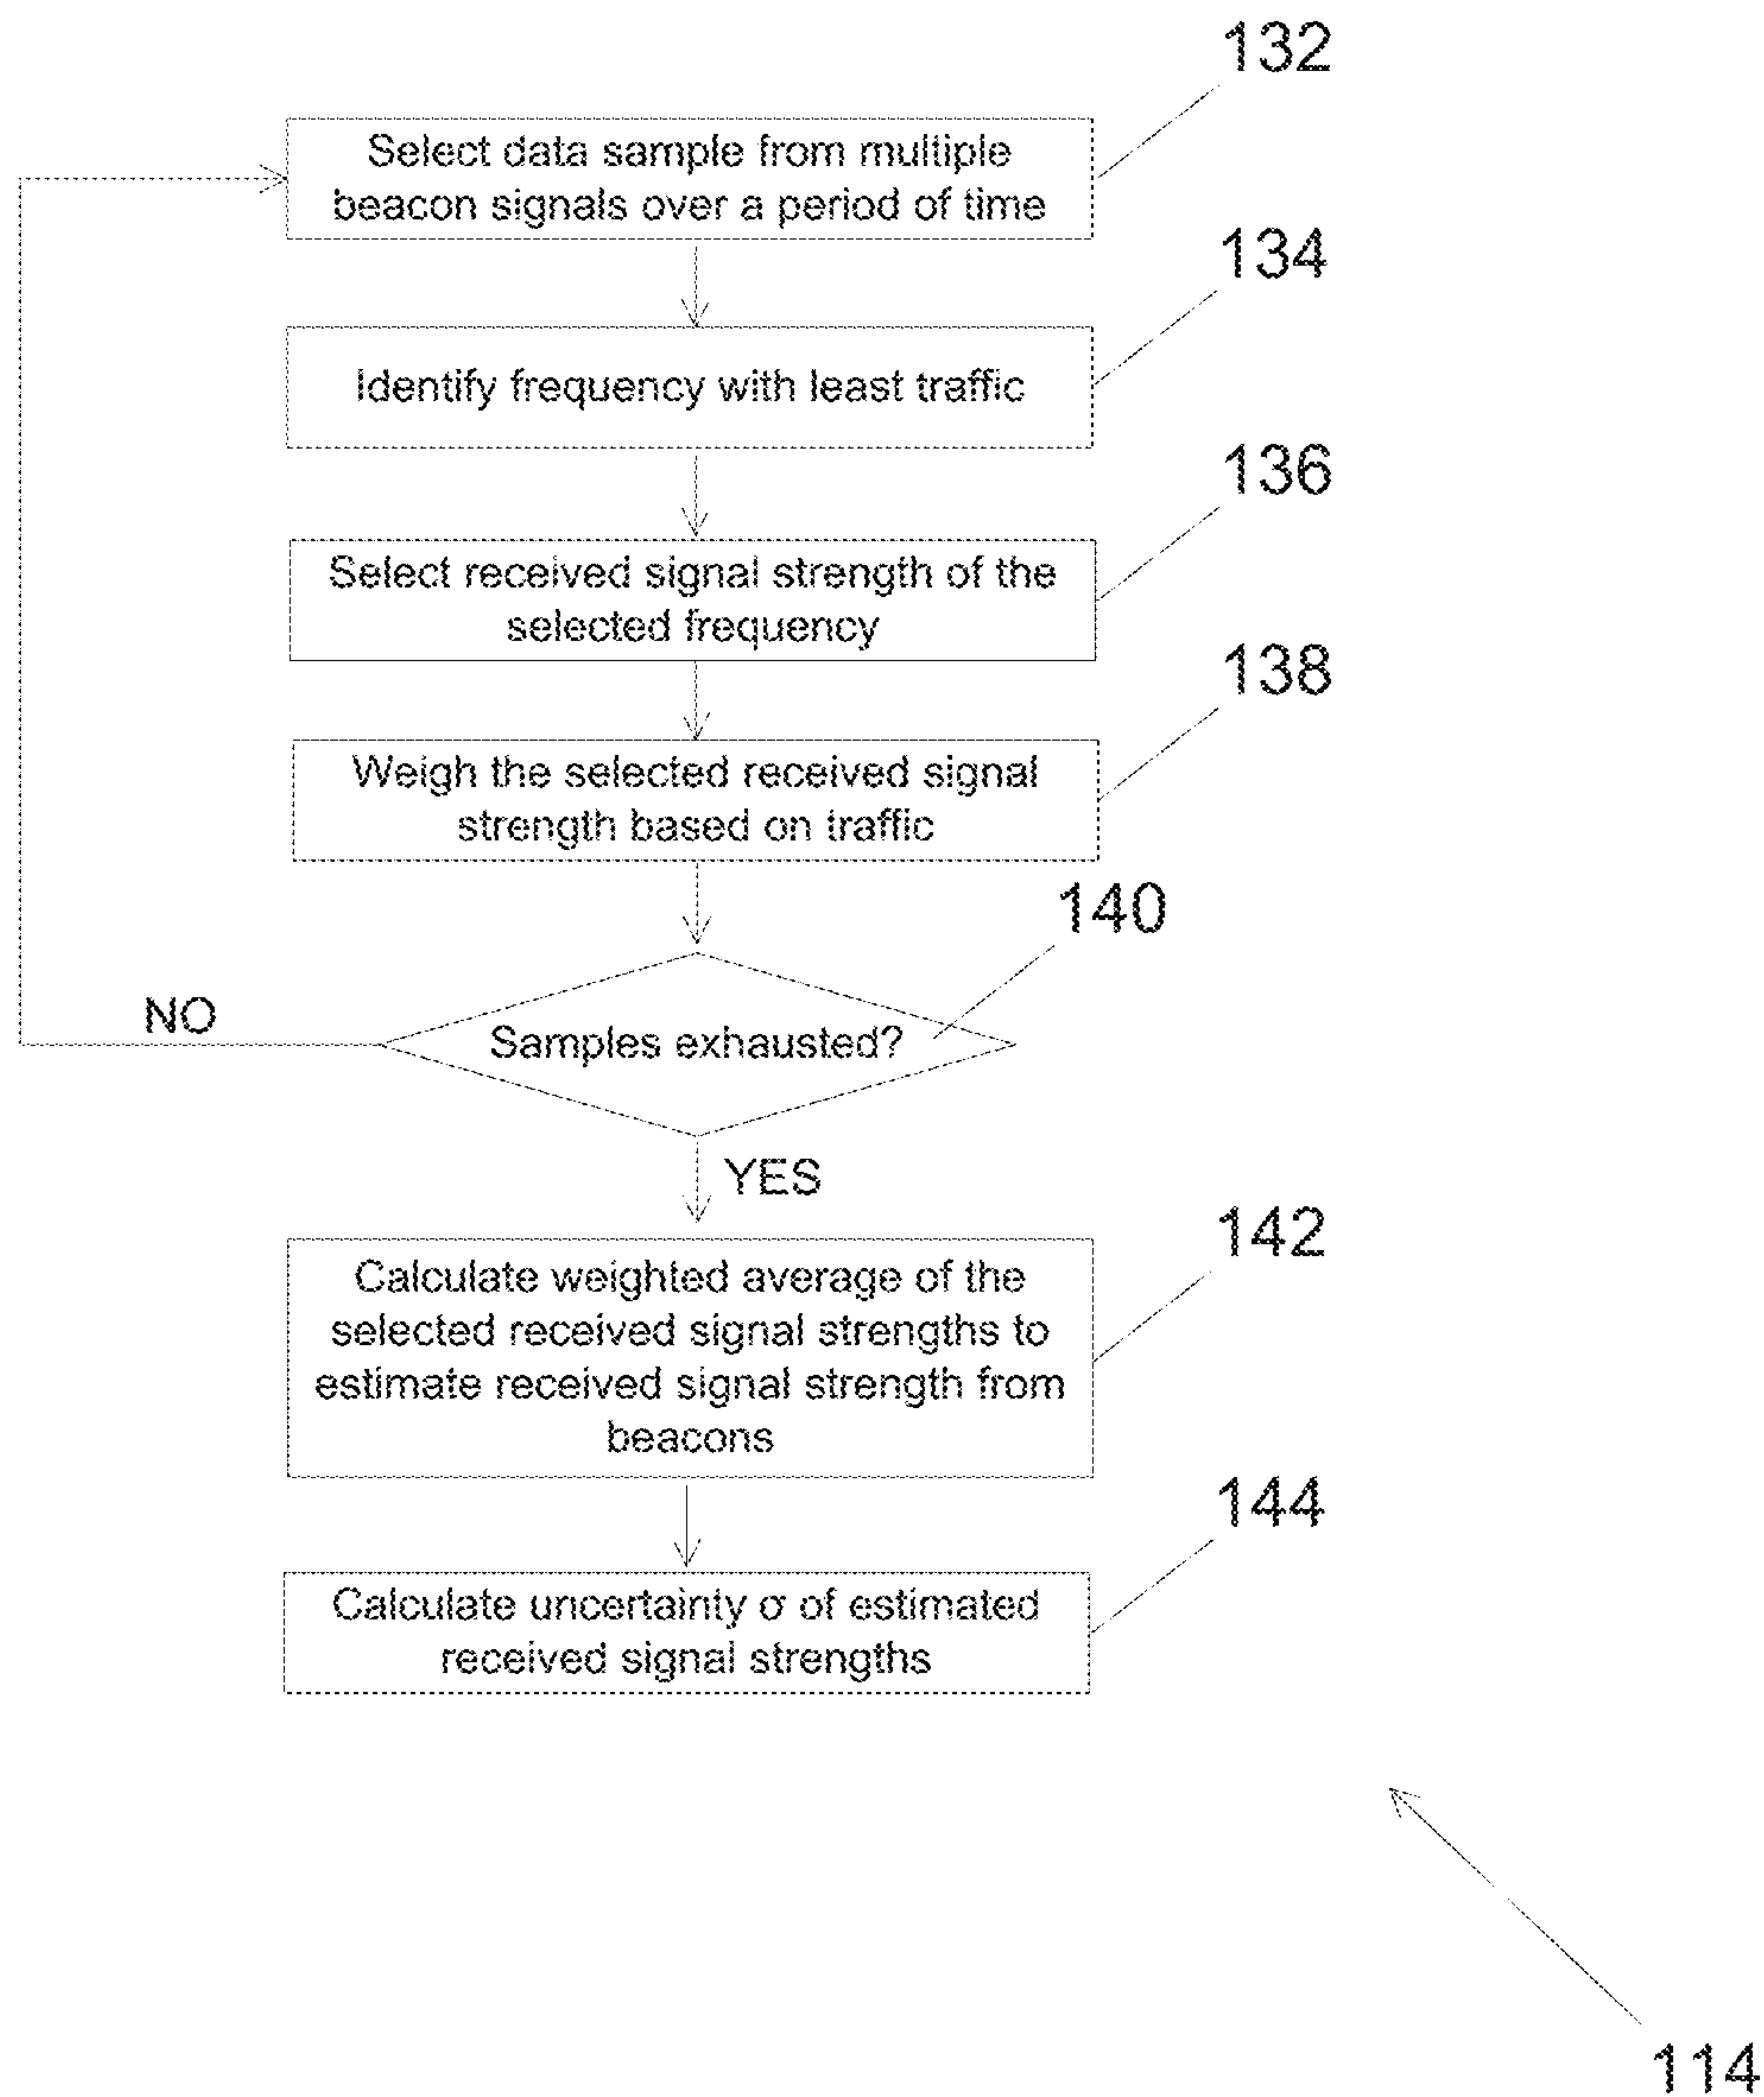 132
Select data sample from multiple
beacon signals over a period of time
134
Identify frequency with least traffic
136
Select received signal strength of the
selected frequency
138
Weigh the selected received signal
strength based on traffic
140
NO
Samples exhausted?
YES
142
Calculate weighted average of the
selected received signal strengths to
estimate received signal strength from
beacons
144
Calculate uncertainty σ of estimated
received signal strengths
114